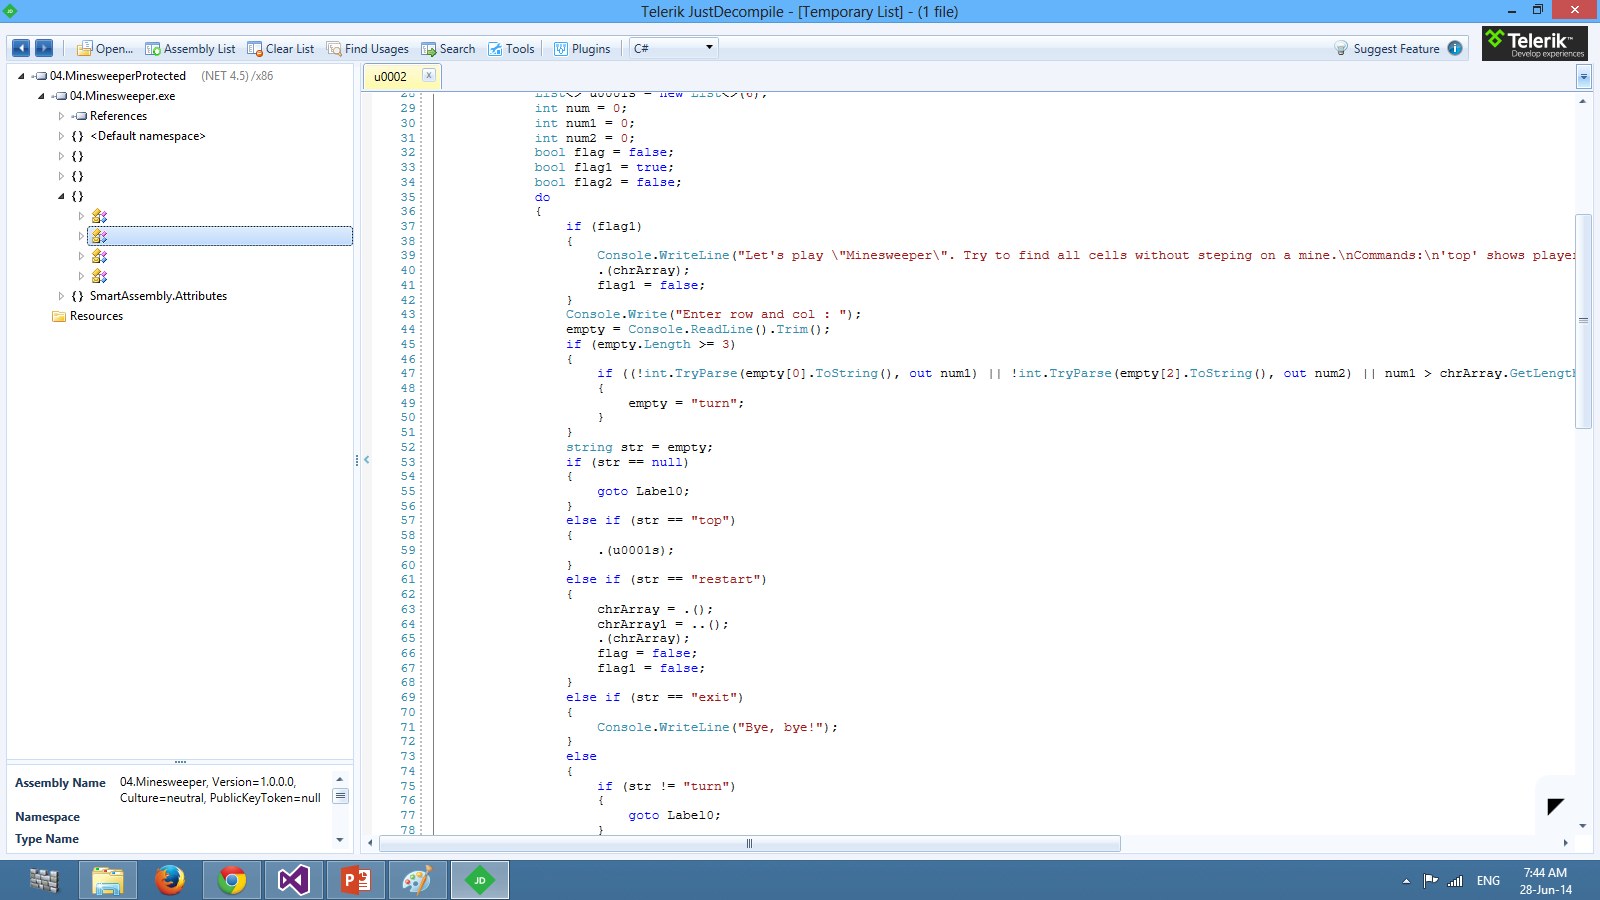 Telerik JustDecompile - [Temporary List] - (1 file)
Open... Assembly List Clear List Find Usages Search Tools Plugins C# Suggest Feature
Telerik™
Develop experiences
04.MinesweeperProtected (NET 4.5) /x86
04.Minesweeper.exe
References
{} <Default namespace>
{}
{}
{}
{} SmartAssembly.Attributes
Resources
Assembly Name 04.Minesweeper, Version=1.0.0.0,
Culture=neutral, PublicKeyToken=null
Namespace
Type Name
u0002 x
28 List<> u0001s = new List<>(6);
29 int num = 0;
30 int num1 = 0;
31 int num2 = 0;
32 bool flag = false;
33 bool flag1 = true;
34 bool flag2 = false;
35 do
36 {
37 if (flag1)
38 {
39 Console.WriteLine("Let's play \"Minesweeper\". Try to find all cells without steping on a mine.\nCommands:\n'top' shows player
40 .(chrArray);
41 flag1 = false;
42 }
43 Console.Write("Enter row and col : ");
44 empty = Console.ReadLine().Trim();
45 if (empty.Length >= 3)
46 {
47 if ((!int.TryParse(empty[0].ToString(), out num1) || !int.TryParse(empty[2].ToString(), out num2) || num1 > chrArray.GetLength
48 {
49 empty = "turn";
50 }
51 }
52 string str = empty;
53 if (str == null)
54 {
55 goto Label0;
56 }
57 else if (str == "top")
58 {
59 .(u0001s);
60 }
61 else if (str == "restart")
62 {
63 chrArray = .();
64 chrArray1 = ..();
65 .(chrArray);
66 flag = false;
67 flag1 = false;
68 }
69 else if (str == "exit")
70 {
71 Console.WriteLine("Bye, bye!");
72 }
73 else
74 {
75 if (str != "turn")
76 {
77 goto Label0;
78 }
JD
ENG
7:44 AM
28-Jun-14